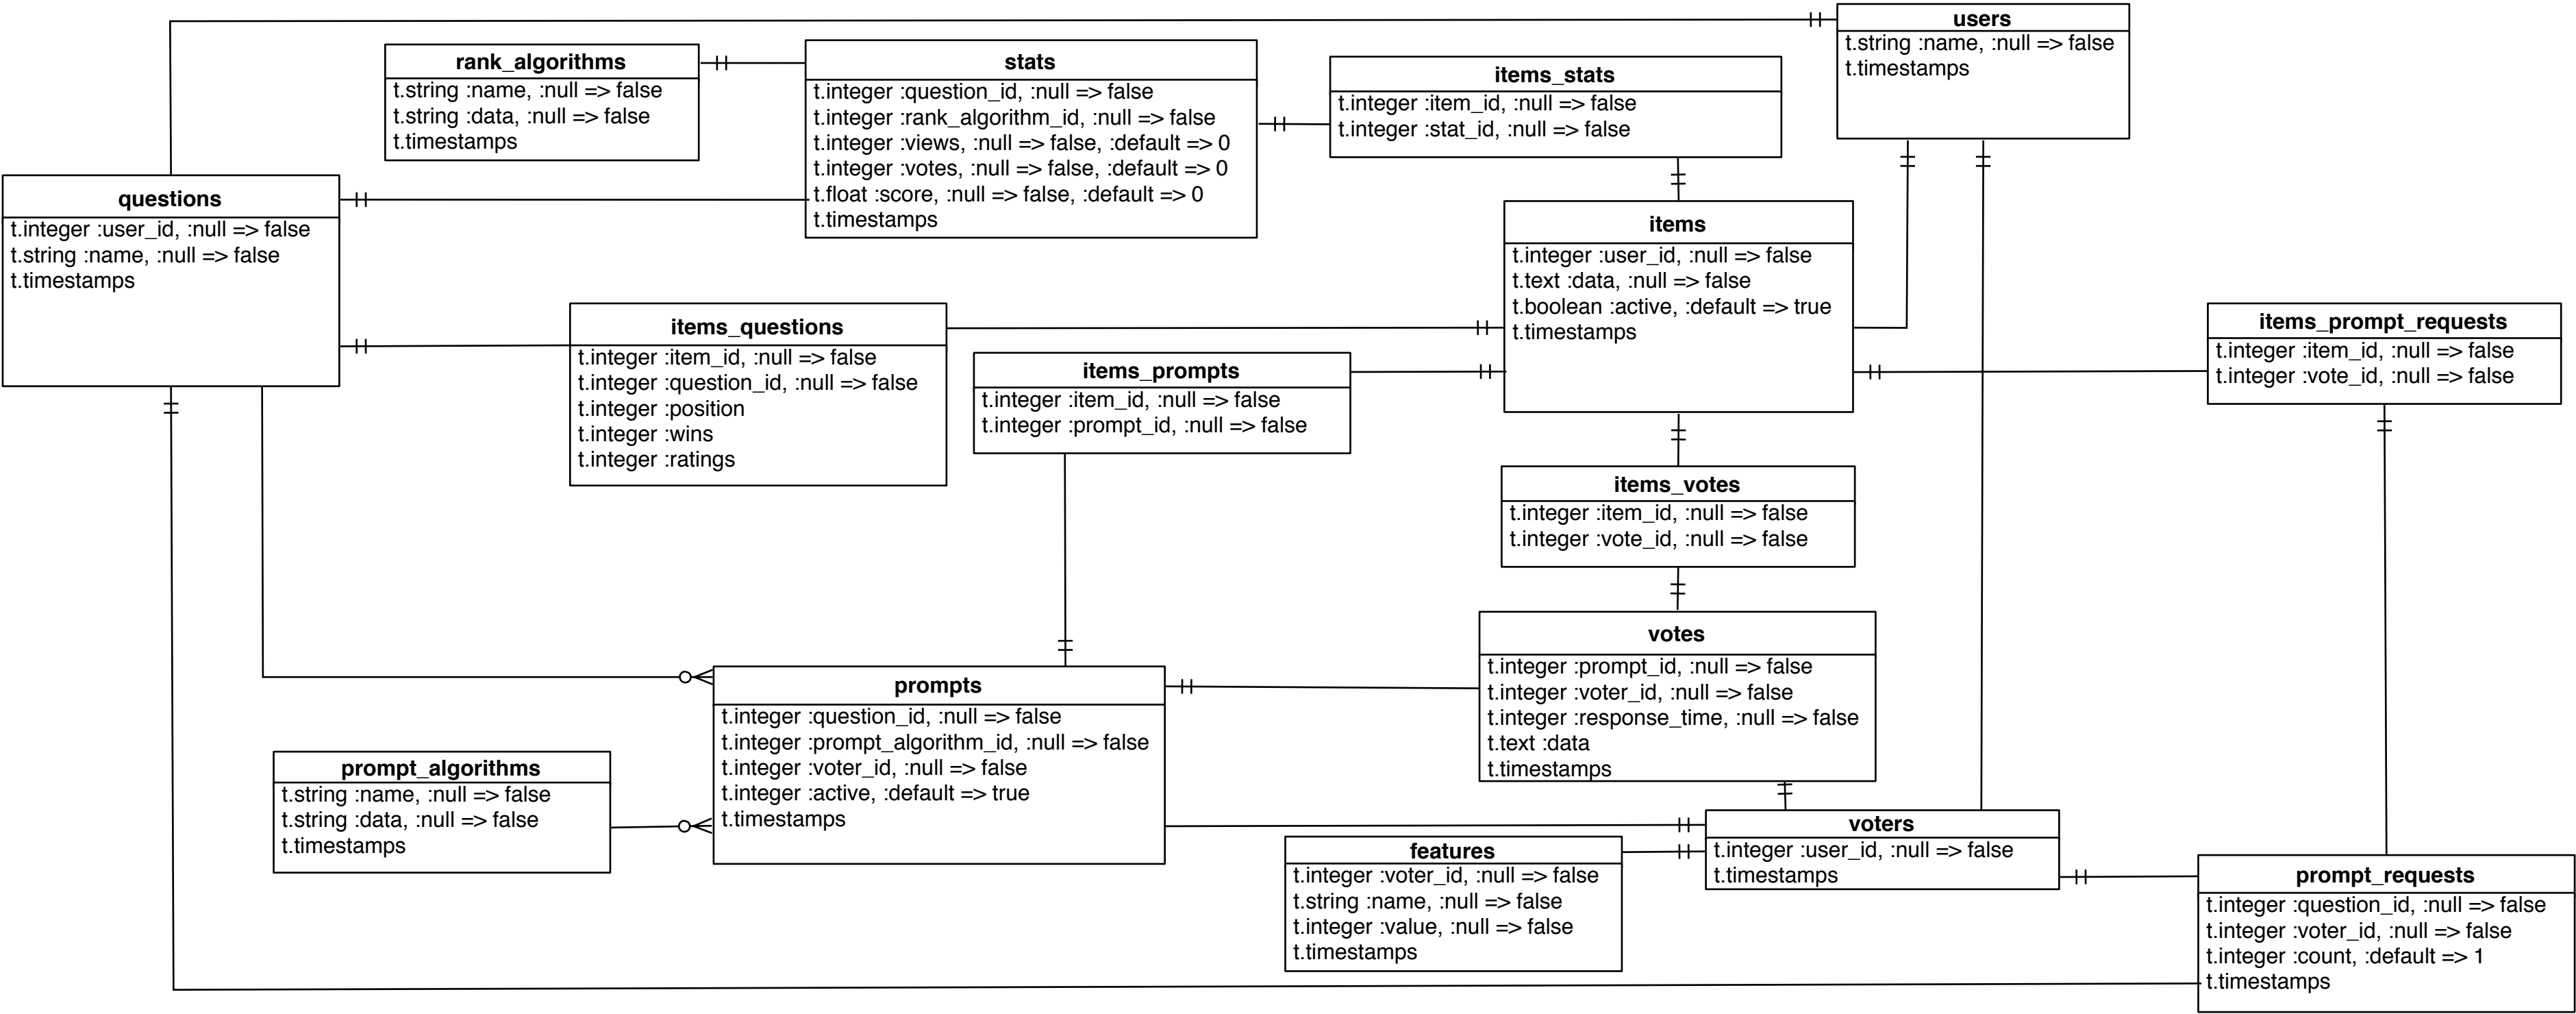 users
t.string :name, :null => false
t.timestamps
rank_algorithms
t.string :name, :null => false
t.string :data, :null => false
t.timestamps
stats
t.integer :question_id, :null => false
t.integer :rank_algorithm_id, :null => false
t.integer :views, :null => false, :default => 0
t.integer :votes, :null => false, :default => 0
t.float :score, :null => false, :default => 0
t.timestamps
items_stats
t.integer :item_id, :null => false
t.integer :stat_id, :null => false
questions
t.integer :user_id, :null => false
t.string :name, :null => false
t.timestamps
items
t.integer :user_id, :null => false
t.text :data, :null => false
t.boolean :active, :default => true
t.timestamps
items_questions
t.integer :item_id, :null => false
t.integer :question_id, :null => false
t.integer :position
t.integer :wins
t.integer :ratings
items_prompts
t.integer :item_id, :null => false
t.integer :prompt_id, :null => false
items_prompt_requests
t.integer :item_id, :null => false
t.integer :vote_id, :null => false
items_votes
t.integer :item_id, :null => false
t.integer :vote_id, :null => false
votes
t.integer :prompt_id, :null => false
t.integer :voter_id, :null => false
t.integer :response_time, :null => false
t.text :data
t.timestamps
prompts
t.integer :question_id, :null => false
t.integer :prompt_algorithm_id, :null => false
t.integer :voter_id, :null => false
t.integer :active, :default => true
t.timestamps
prompt_algorithms
t.string :name, :null => false
t.string :data, :null => false
t.timestamps
voters
t.integer :user_id, :null => false
t.timestamps
features
t.integer :voter_id, :null => false
t.string :name, :null => false
t.integer :value, :null => false
t.timestamps
prompt_requests
t.integer :question_id, :null => false
t.integer :voter_id, :null => false
t.integer :count, :default => 1
t.timestamps